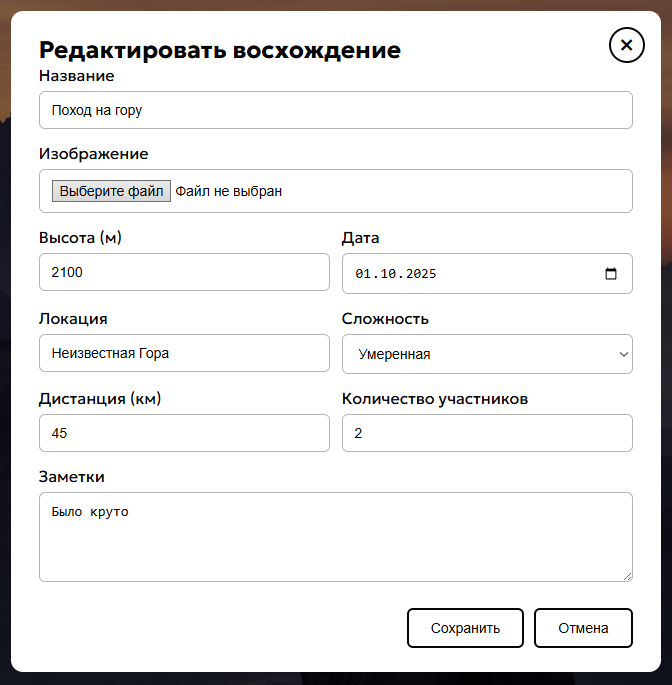 Редактировать восхождение
Название
Поход на гору
Изображение
Выберите файл Файл не выбран
Высота (м)
Дата
2100
01.10.2025
Локация
Сложность
Неизвестная Гора
Умеренная
Дистанция (км)
Количество участников
45
2
Заметки
Было круто
Сохранить
Отмена